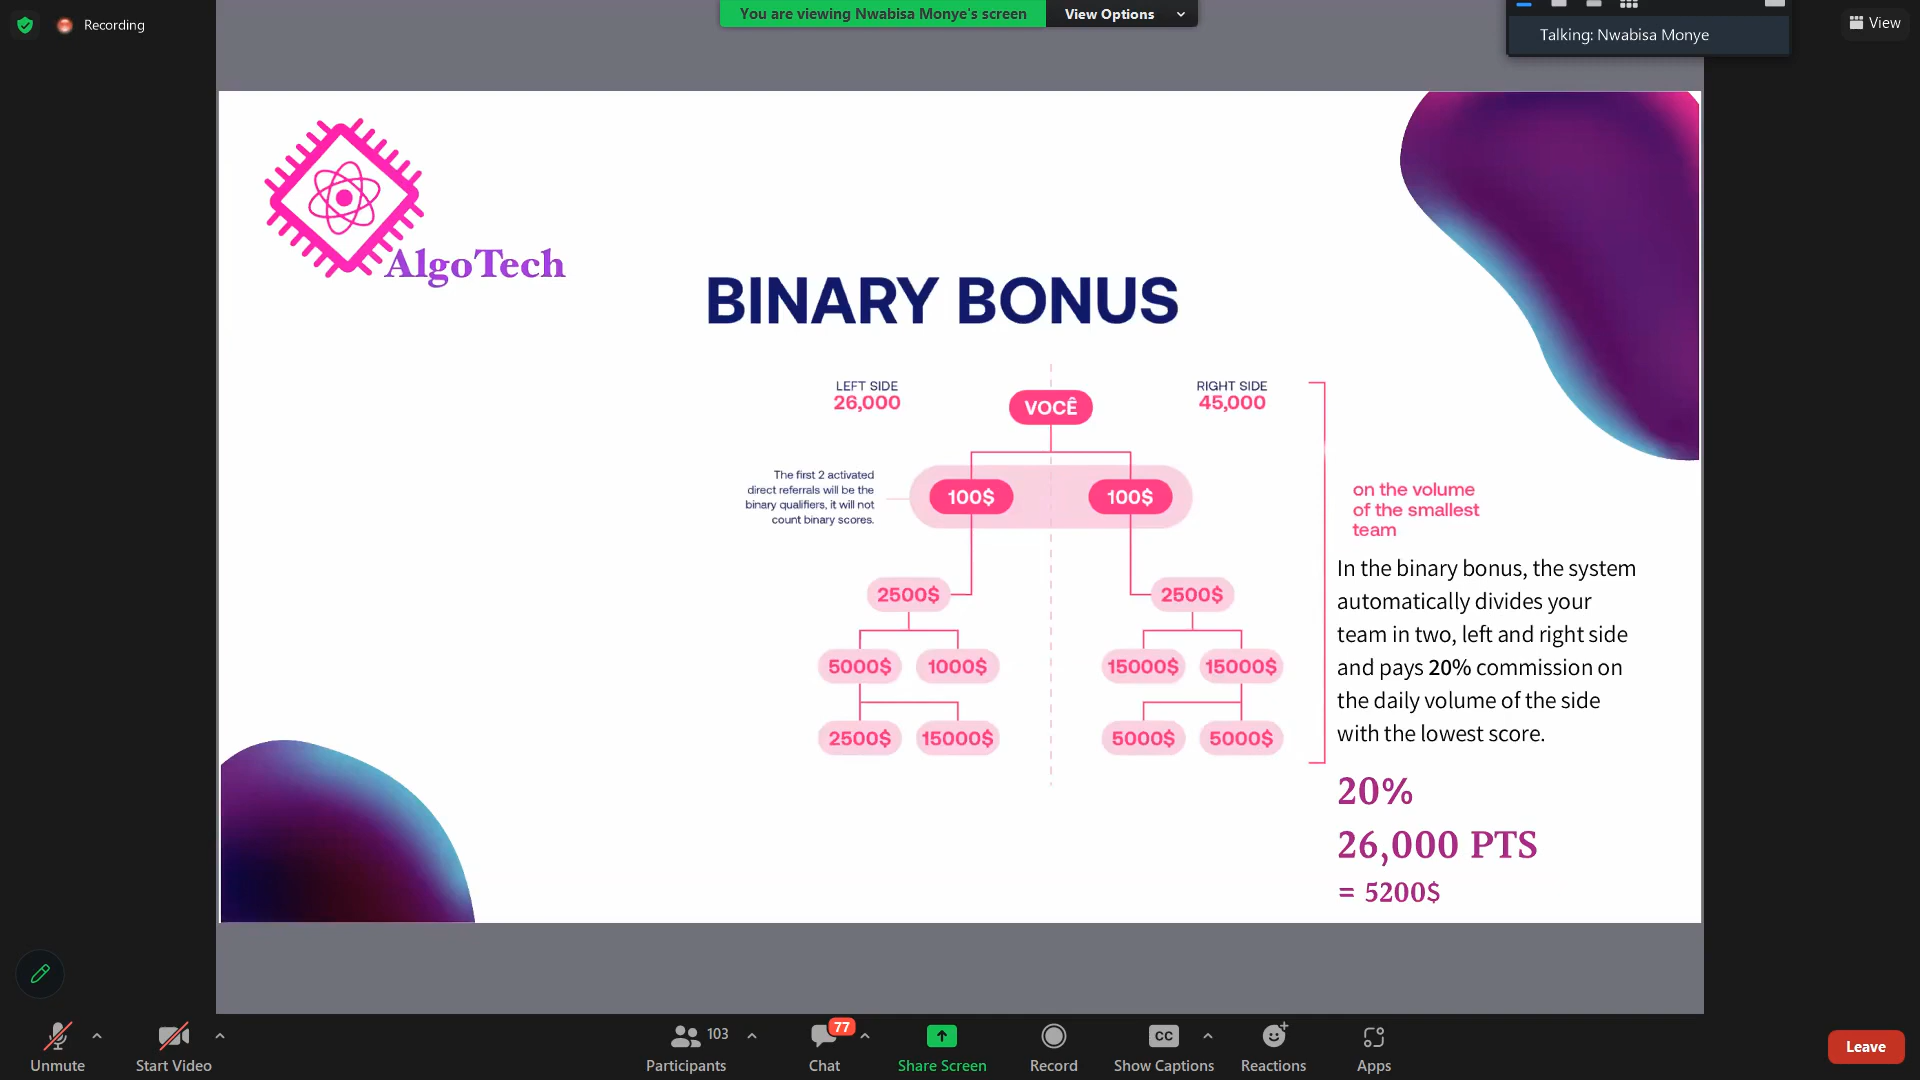 Recording
You are viewing Nwabisa Monye's screen
View Options
Talking: Nwabisa Monye
View
AlgoTech
BINARY BONUS
LEFT SIDE
26,000
VOCÊ
RIGHT SIDE
45,000
The first 2 activated
direct referrals will be the
binary qualifiers, it will not
count binary scores.
100$ 100$
2500$ 2500$
5000$ 1000$ 15000$ 15000$
2500$ 15000$ 5000$ 5000$
on the volume
of the smallest
team
In the binary bonus, the system
automatically divides your
team in two, left and right side
and pays 20% commission on
the daily volume of the side
with the lowest score.
20%
26,000 PTS
= 5200$
Unmute
Start Video
103
Participants
77
Chat
Share Screen
Record
CC
Show Captions
Reactions
Apps
Leave